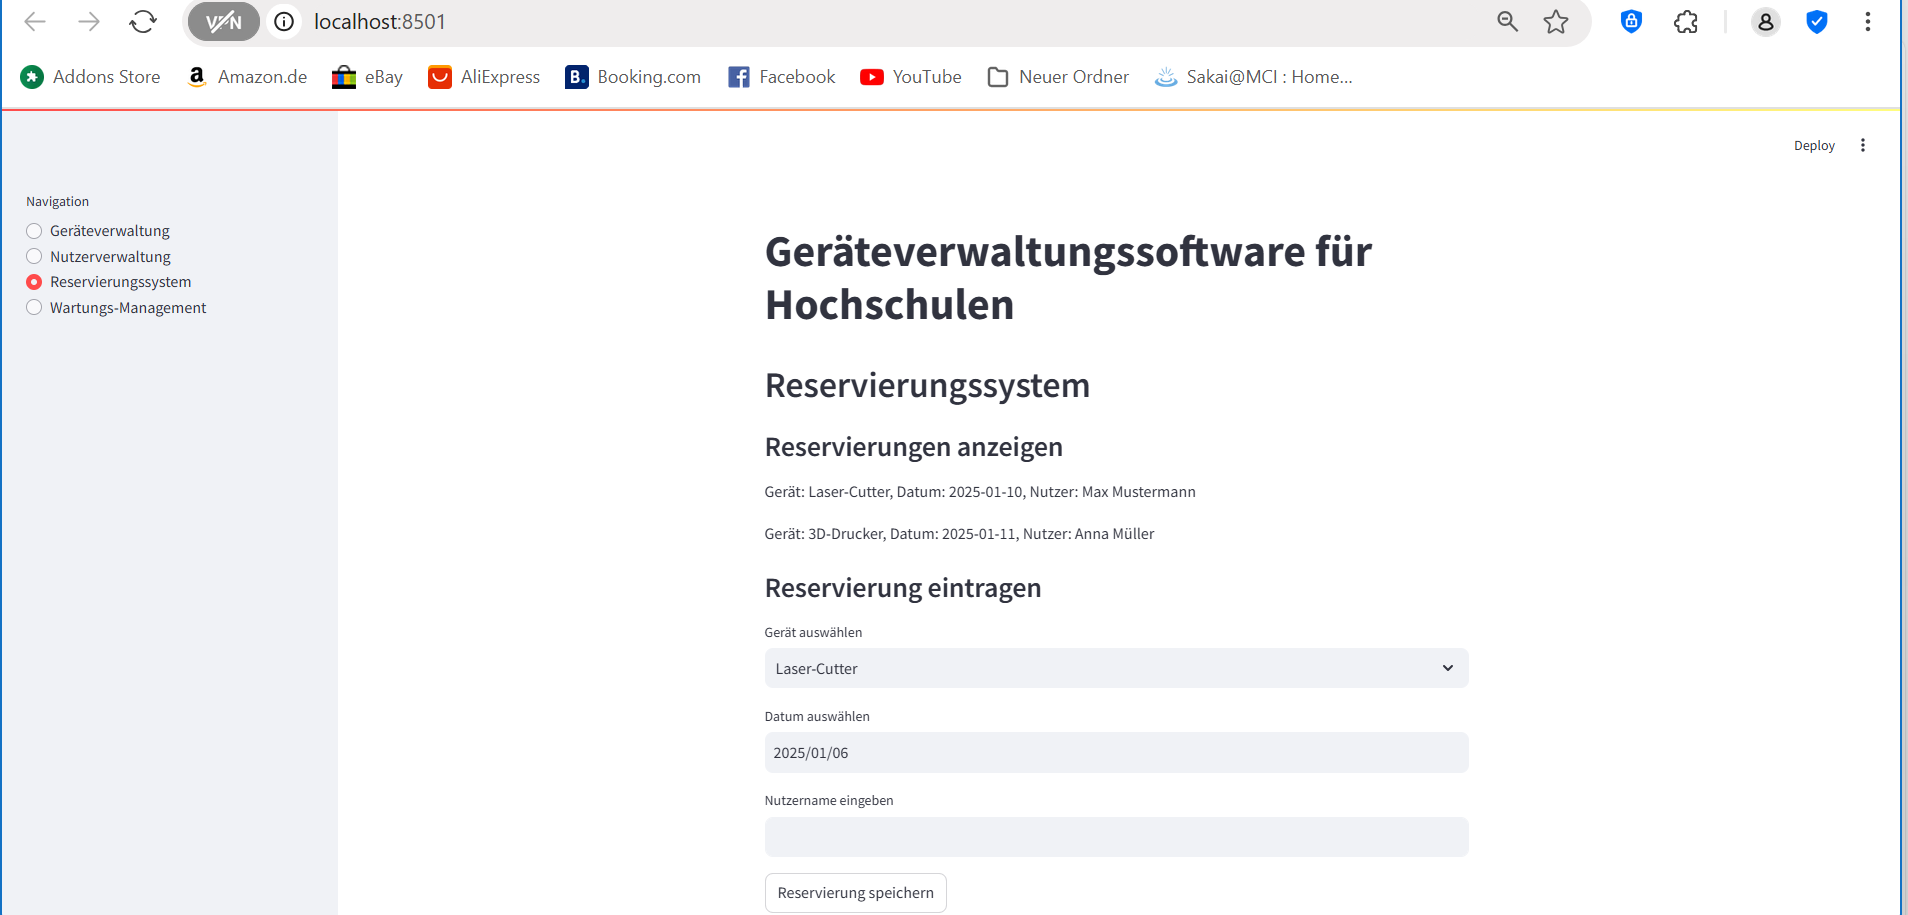 VPN
localhost:8501
Addons Store
Amazon.de
eBay
AliExpress
B. Booking.com
Facebook
YouTube
Neuer Ordner
Sakai@MCI : Home...
Deploy
Navigation
Geräteverwaltung
Nutzerverwaltung
Reservierungssystem
Wartungs-Management
Geräteverwaltungssoftware für
Hochschulen
Reservierungssystem
Reservierungen anzeigen
Gerät: Laser-Cutter, Datum: 2025-01-10, Nutzer: Max Mustermann
Gerät: 3D-Drucker, Datum: 2025-01-11, Nutzer: Anna Müller
Reservierung eintragen
Gerät auswählen
Laser-Cutter
Datum auswählen
2025/01/06
Nutzername eingeben
Reservierung speichern